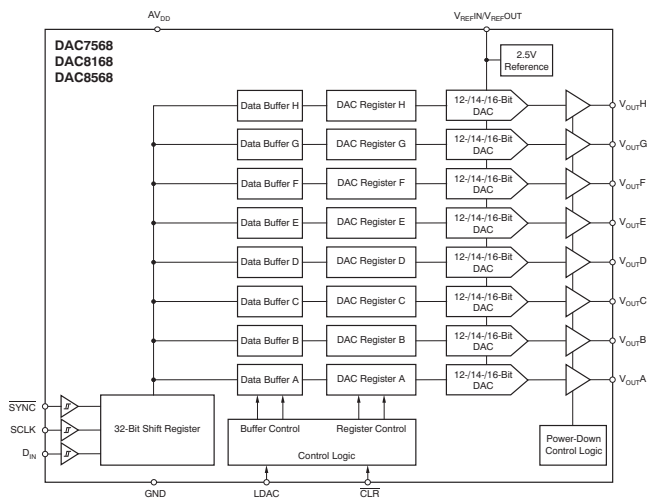 AVDD
VREFIN/VREFOUT
DAC7568
DAC8168
DAC8568
2.5V
Reference
Data Buffer H
DAC Register H
12-/14-/16-Bit
DAC
VOUTH
Data Buffer G
DAC Register G
12-/14-/16-Bit
DAC
VOUTG
Data Buffer F
DAC Register F
12-/14-/16-Bit
DAC
VOUTF
Data Buffer E
DAC Register E
12-/14-/16-Bit
DAC
VOUTE
Data Buffer D
DAC Register D
12-/14-/16-Bit
DAC
VOUTD
Data Buffer C
DAC Register C
12-/14-/16-Bit
DAC
VOUTC
Data Buffer B
DAC Register B
12-/14-/16-Bit
DAC
VOUTB
Data Buffer A
DAC Register A
12-/14-/16-Bit
DAC
VOUTA
SYNC
SCLK
DIN
32-Bit Shift Register
Buffer Control
Register Control
Control Logic
Power-Down
Control Logic
GND
LDAC
CLR